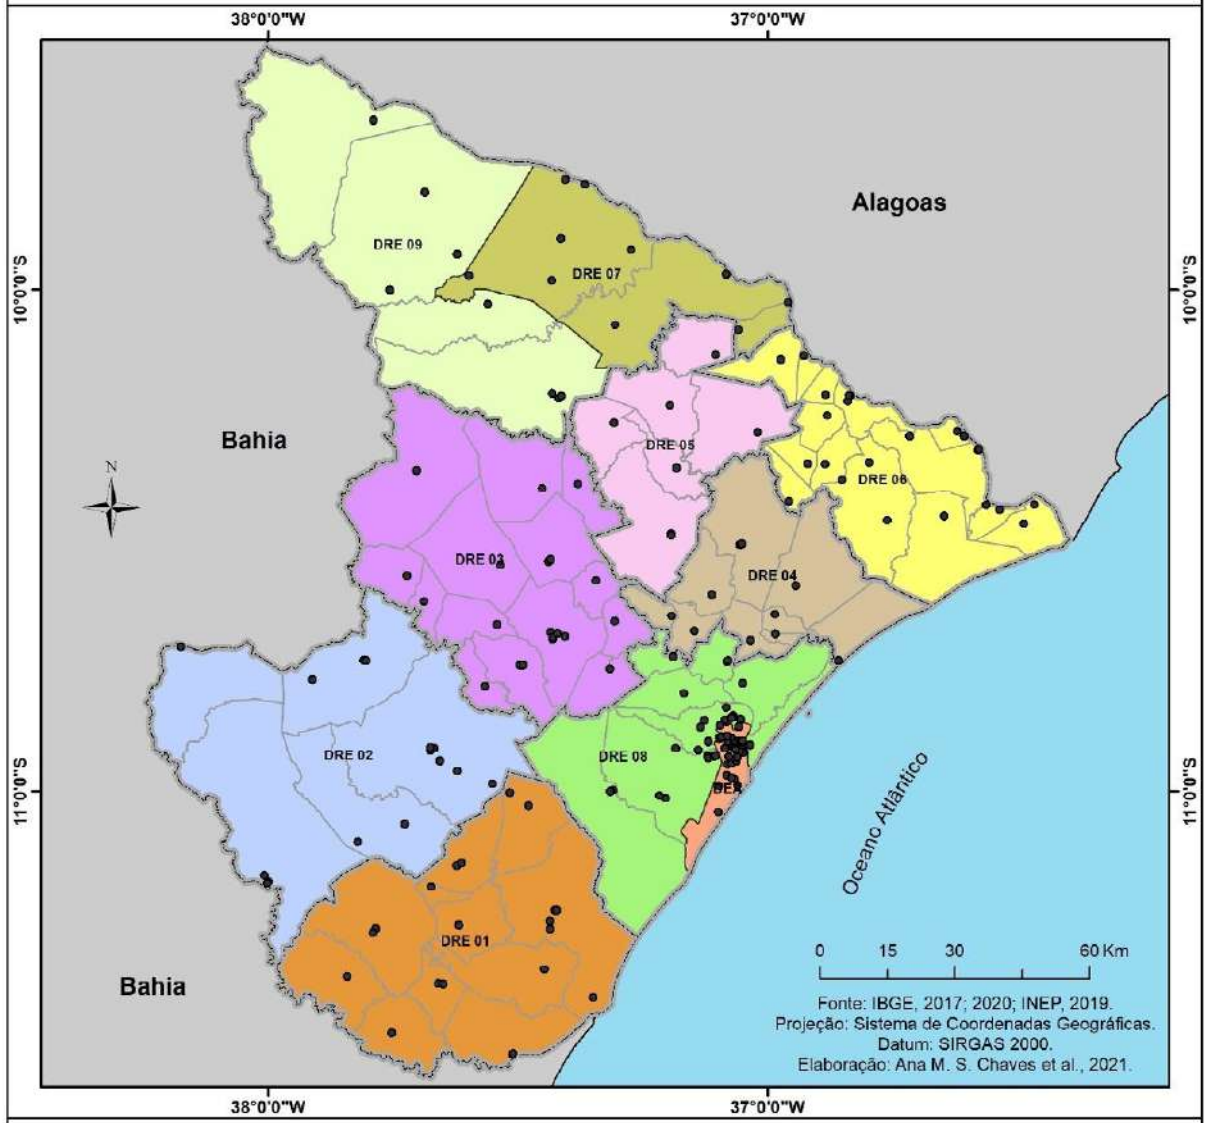 38°0'0"W
37°0'0"W
Alagoas
DRE 09
DRE 07
10°0'0"S
10°0'0"S
Bahia
DRE 05
DRE 06
N
DRE 03
DRE 04
DRE 02
DRE 08
DEA
11°0'0"S
11°0'0"S
Oceano Atlântico
DRE 01
0 15 30 60 Km
Bahia
Fonte: IBGE, 2017; 2020; INEP, 2019.
Projeção: Sistema de Coordenadas Geográficas.
Datum: SIRGAS 2000.
Elaboração: Ana M. S. Chaves et al., 2021.
38°0'0"W
37°0'0"W